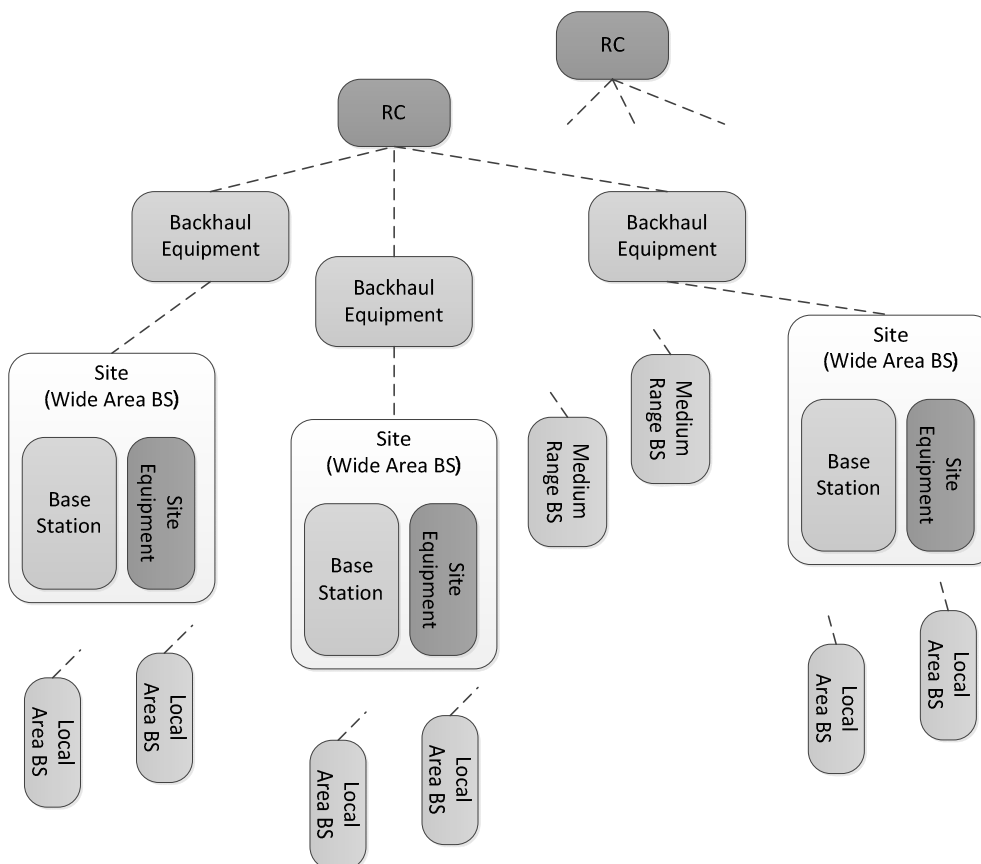 RC
RC
Backhaul
Equipment
Backhaul
Equipment
Backhaul
Equipment
Site
(Wide Area BS)
Base
Station
Site
Equipment
Site
(Wide Area BS)
Base
Station
Site
Equipment
Medium
Range BS
Medium
Range BS
Site
(Wide Area BS)
Base
Station
Site
Equipment
Local
Area BS
Local
Area BS
Local
Area BS
Local
Area BS
Local
Area BS
Local
Area BS